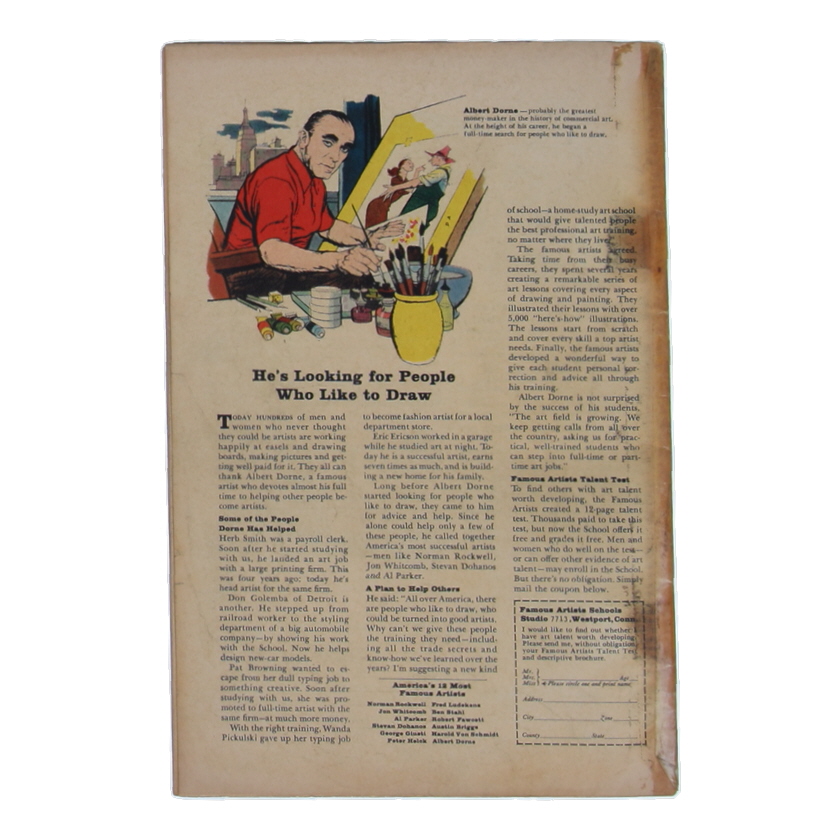 Albert Dorne — probably the greatest
money-maker in the history of commercial art.
At the height of his career, he began a
full-time search for people who like to draw.
He's Looking for People
Who Like to Draw
TODAY HUNDREDS of men and
women who never thought
they could be artists are working
happily at easels and drawing
boards, making pictures and get-
ting well paid for it. They all can
thank Albert Dorne, a famous
artist who devotes almost his full
time to helping other people be-
come artists.
Some of the People
Dorne Has Helped
Herb Smith was a payroll clerk.
Soon after he started studying
with us, he landed an art job
with a large printing firm. This
was four years ago; today he's
head artist for the same firm.
Don Golemba of Detroit is
another. He stepped up from
railroad worker to the styling
department of a big automobile
company—by showing his work
with the School. Now he helps
design new-car models.
Pat Browning wanted to es-
cape from her dull typing job to
something creative. Soon after
studying with us, she was pro-
moted to full-time artist with the
same firm—at much more money.
With the right training, Wanda
Pickulski gave up her typing job
to become fashion artist for a local
department store.
Eric Ericson worked in a garage
while he studied art at night. To-
day he is a successful artist, earns
seven times as much, and is build-
ing a new home for his family.
Long before Albert Dorne
started looking for people who
like to draw, they came to him
for advice and help. Since he
alone could help only a few of
these people, he called together
America's most successful artists
—men like Norman Rockwell,
Jon Whitcomb, Stevan Dohanos
and Al Parker.
A Plan to Help Others
He said: "All over America, there
are people who like to draw, who
could be turned into good artists.
Why can't we give these people
the training they need—includ-
ing all the trade secrets and
know-how we've learned over the
years? I'm suggesting a new kind
America's 12 Most
Famous Artists
Norman Rockwell Fred Ludekens
Jon Whitcomb Ben Stahl
Al Parker Robert Fawcett
Stevan Dohanos Austin Briggs
George Giusti Harold Von Schmidt
Peter Helck Albert Dorne
of school—a home-study art school
that would give talented people
the best professional art training,
no matter where they live."
The famous artists agreed.
Taking time from their busy
careers, they spent several years
creating a remarkable series of
art lessons covering every aspect
of drawing and painting. They
illustrated their lessons with over
5,000 "here's-how" illustrations.
The lessons start from scratch
and cover every skill a top artist
needs. Finally, the famous artists
developed a wonderful way to
give each student personal cor-
rection and advice all through
his training.
Albert Dorne is not surprised
by the success of his students.
"The art field is growing. We
keep getting calls from all over
the country, asking us for prac-
tical, well-trained students who
can step into full-time or part-
time art jobs."
Famous Artists Talent Test
To find others with art talent
worth developing, the Famous
Artists created a 12-page talent
test. Thousands paid to take this
test, but now the School offers it
free and grades it free. Men and
women who do well on the test—
or can offer other evidence of art
talent—may enroll in the School.
But there's no obligation. Simply
mail the coupon below.
Famous Artists Schools
Studio 7713, Westport, Conn.
I would like to find out whether I
have art talent worth developing.
Please send me, without obligation,
your Famous Artists Talent Test
and descriptive brochure.
Mr.
Mrs. Age
Miss Please circle one and print name
Address
City Zone
County State